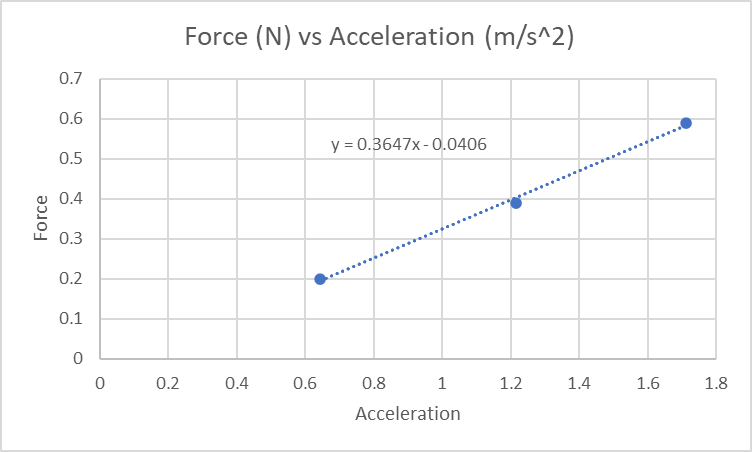 Force (N) vs Acceleration (m/s^2)
0.7
0.6
y = 0.3647x - 0.0406
0.5
0.4
0.3
0.2
0.1
0
Force
0 0.2 0.4 0.6 0.8 1 1.2 1.4 1.6 1.8
Acceleration